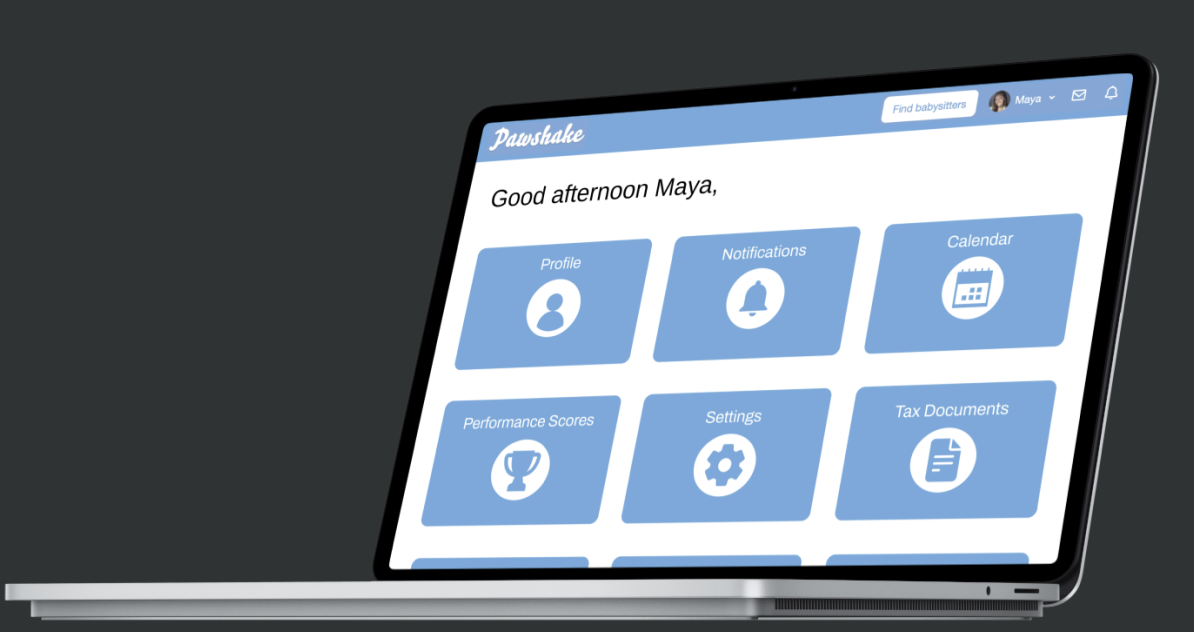 Pawshake
Find babysitters
Maya
Good afternoon Maya,
Profile
Notifications
Calendar
Performance Scores
Settings
Tax Documents